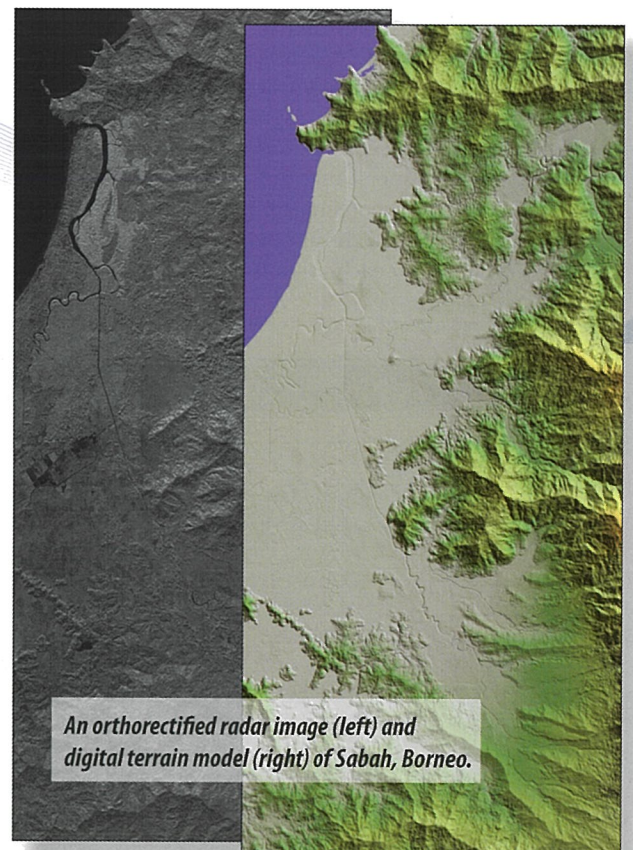 An orthorectified radar image (left) and
digital terrain model (right) of Sabah, Borneo.